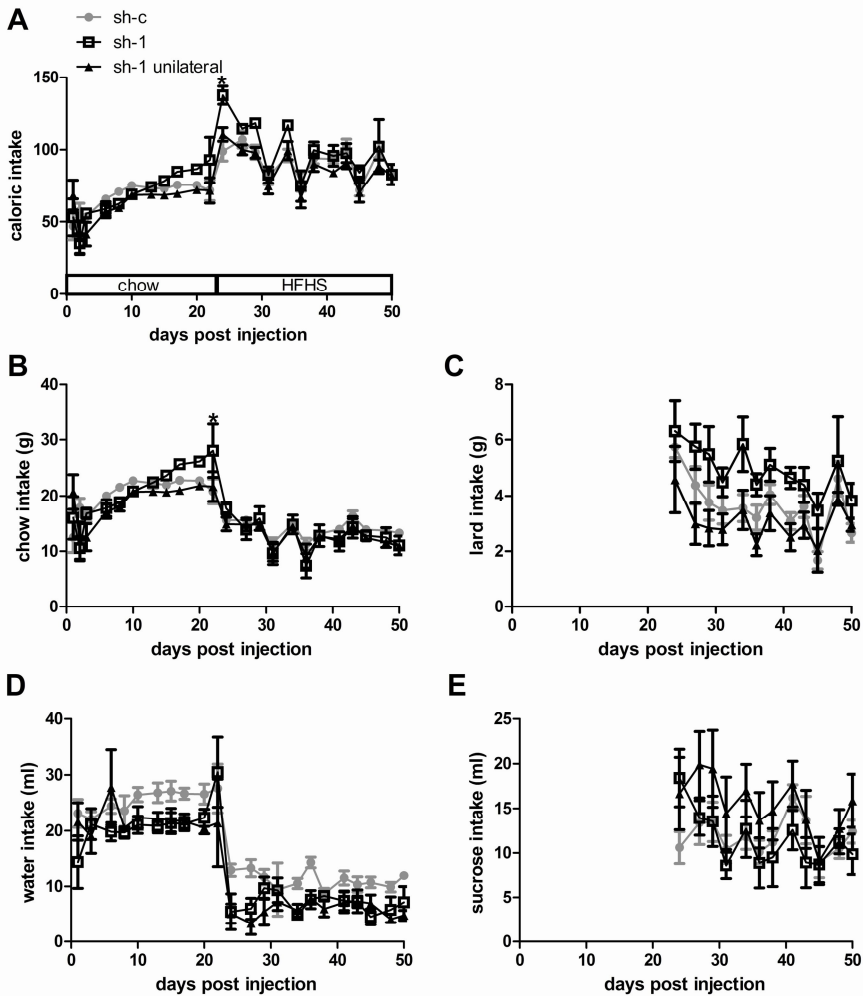 A
sh-c
sh-1
sh-1 unilateral
*
150
100
50
0
caloric intake
chow
HFHS
0 10 20 30 40 50
days post injection
B
40
30
20
10
0
chow intake (g)
*
0 10 20 30 40 50
days post injection
C
8
6
4
2
0
lard intake (g)
0 10 20 30 40 50
days post injection
D
40
30
20
10
0
water intake (ml)
0 10 20 30 40 50
days post injection
E
25
20
15
10
5
0
sucrose intake (ml)
0 10 20 30 40 50
days post injection